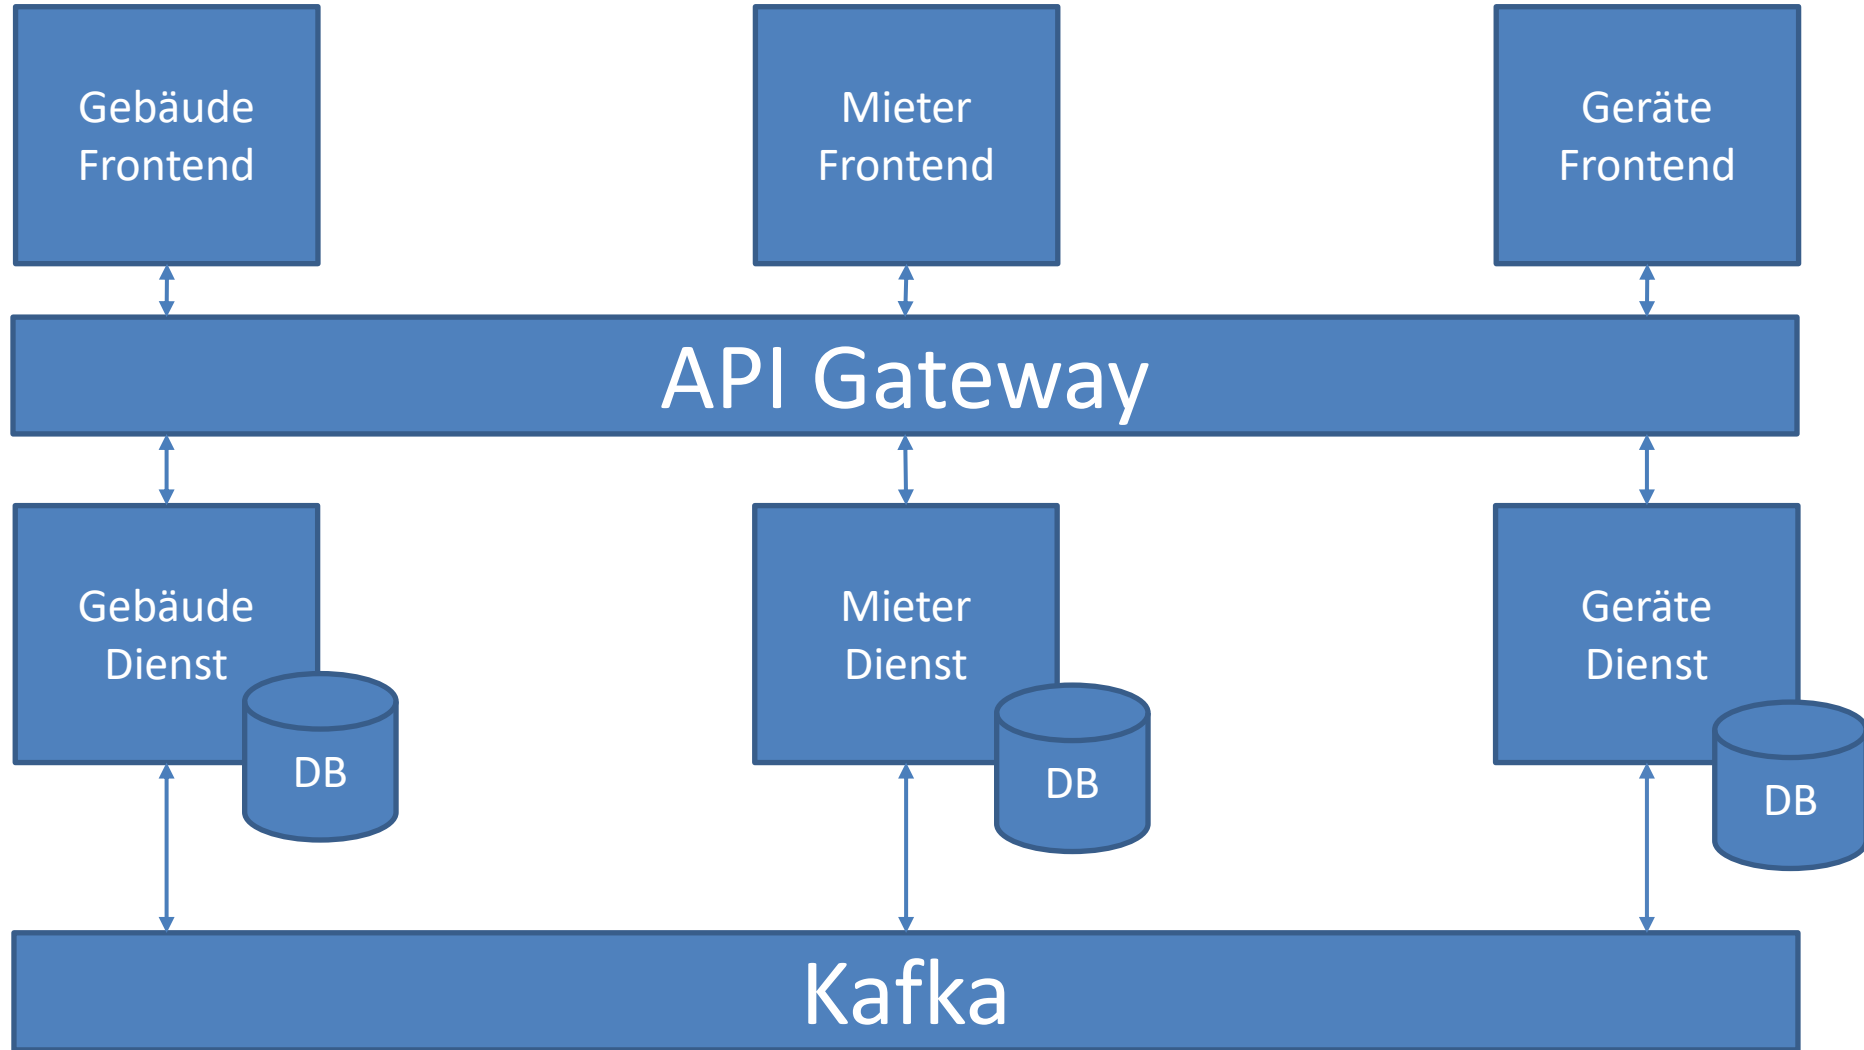 Gebäude
Frontend
Mieter
Frontend
Geräte
Frontend
API Gateway
Gebäude
Dienst
DB
Mieter
Dienst
DB
Geräte
Dienst
DB
Kafka